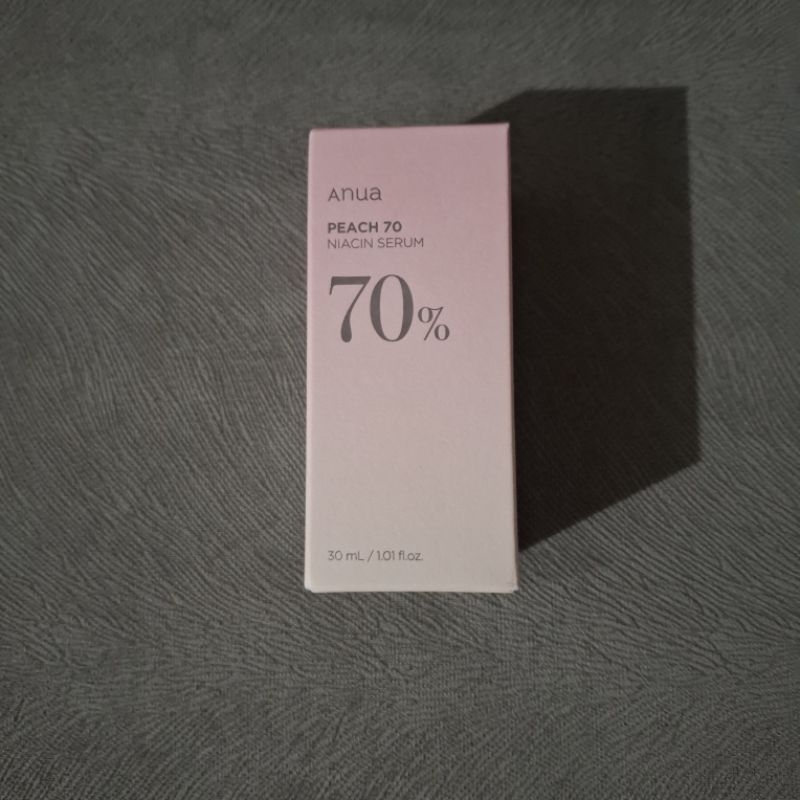 Anua
PEACH 70
NIACIN SERUM
70%
30 mL / 1.01 fl.oz.